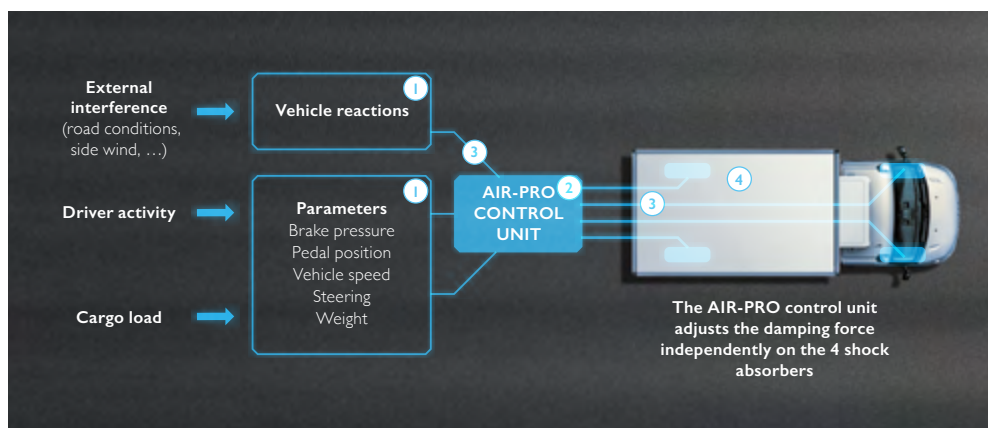 External
interference
(road conditions,
side wind, ...)
1
Vehicle reactions
3
Driver activity
1
Parameters
Brake pressure
Pedal position
Vehicle speed
Steering
Weight
Cargo load
2
AIR-PRO
CONTROL
UNIT
3
4
The AIR-PRO control unit
adjusts the damping force
independently on the 4 shock
absorbers